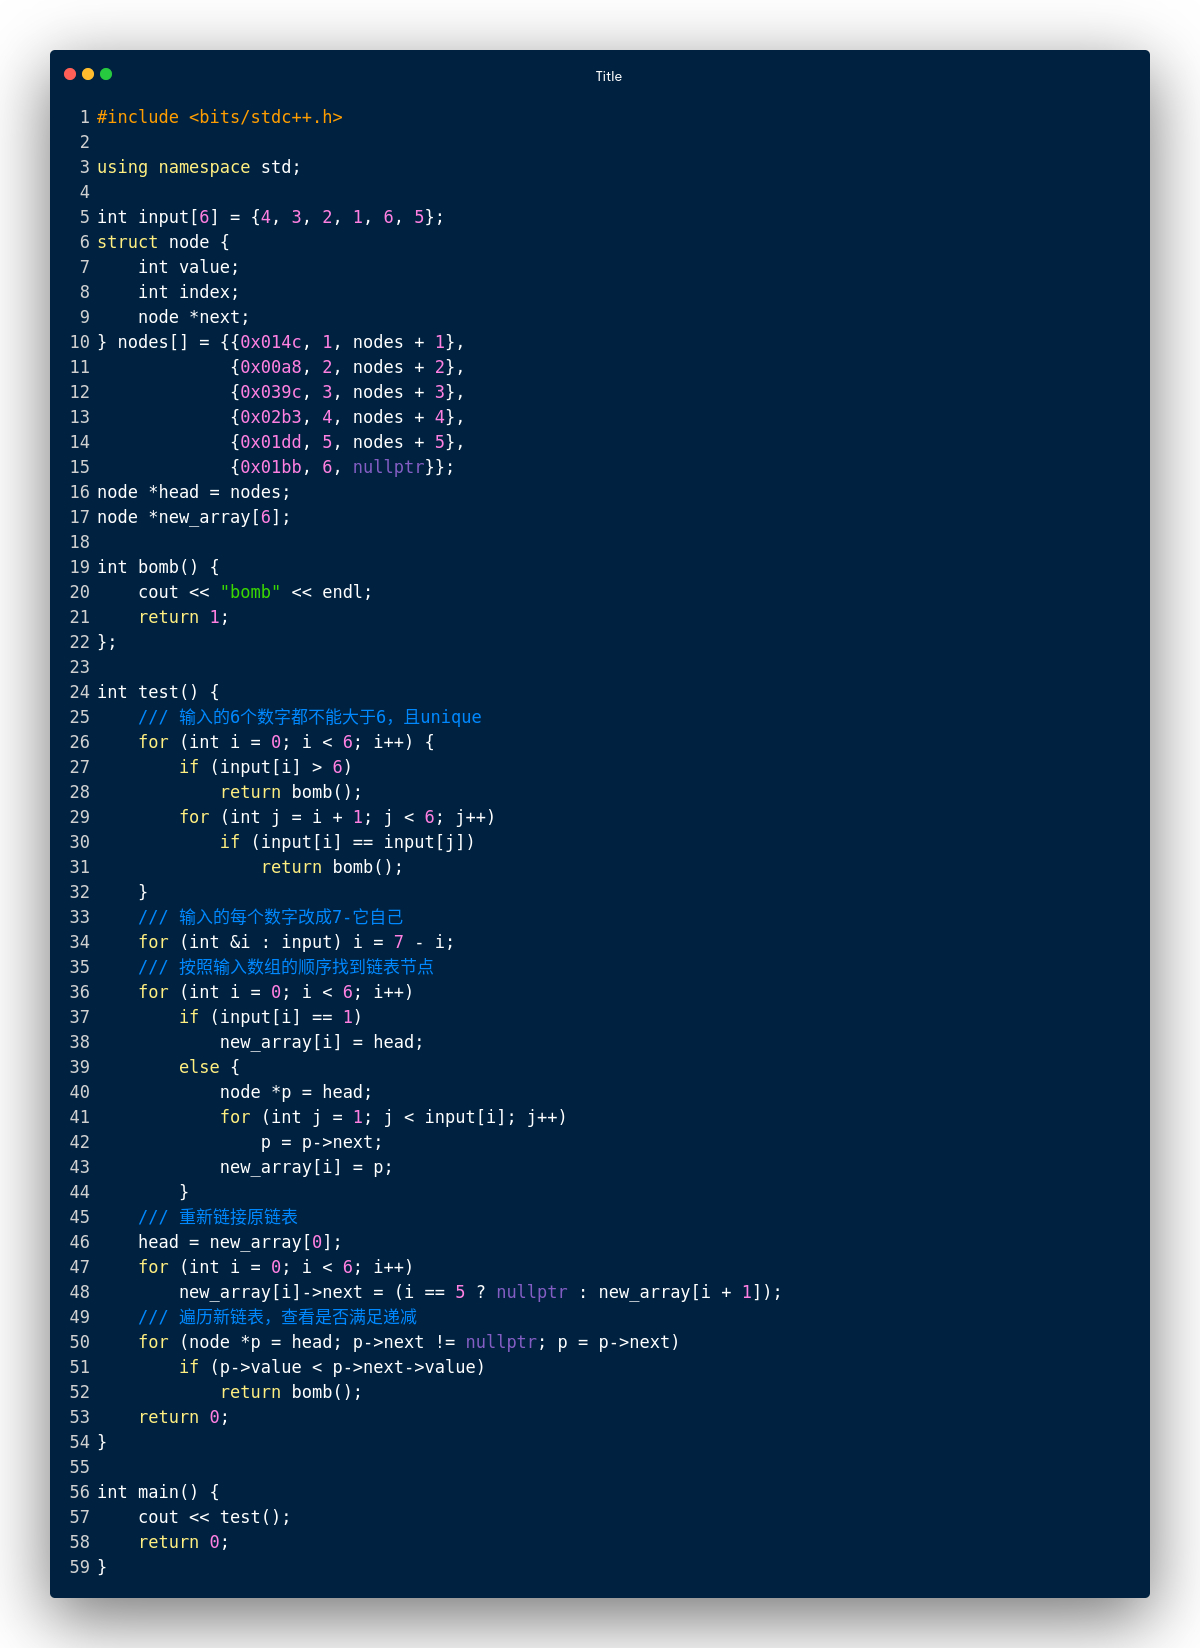 Title
1 #include <bits/stdc++.h>
2
3 using namespace std;
4
5 int input[6] = {4, 3, 2, 1, 6, 5};
6 struct node {
7     int value;
8     int index;
9     node *next;
10 } nodes[] = {{0x014c, 1, nodes + 1},
11              {0x00a8, 2, nodes + 2},
12              {0x039c, 3, nodes + 3},
13              {0x02b3, 4, nodes + 4},
14              {0x01dd, 5, nodes + 5},
15              {0x01bb, 6, nullptr}};
16 node *head = nodes;
17 node *new_array[6];
18
19 int bomb() {
20     cout << "bomb" << endl;
21     return 1;
22 };
23
24 int test() {
25     /// 输入的6个数字都不能大于6，且unique
26     for (int i = 0; i < 6; i++) {
27         if (input[i] > 6)
28             return bomb();
29         for (int j = i + 1; j < 6; j++)
30             if (input[i] == input[j])
31                 return bomb();
32     }
33     /// 输入的每个数字改成7-它自己
34     for (int &i : input) i = 7 - i;
35     /// 按照输入数组的顺序找到链表节点
36     for (int i = 0; i < 6; i++)
37         if (input[i] == 1)
38             new_array[i] = head;
39         else {
40             node *p = head;
41             for (int j = 1; j < input[i]; j++)
42                 p = p->next;
43             new_array[i] = p;
44         }
45     /// 重新链接原链表
46     head = new_array[0];
47     for (int i = 0; i < 6; i++)
48         new_array[i]->next = (i == 5 ? nullptr : new_array[i + 1]);
49     /// 遍历新链表，查看是否满足递减
50     for (node *p = head; p->next != nullptr; p = p->next)
51         if (p->value < p->next->value)
52             return bomb();
53     return 0;
54 }
55
56 int main() {
57     cout << test();
58     return 0;
59 }